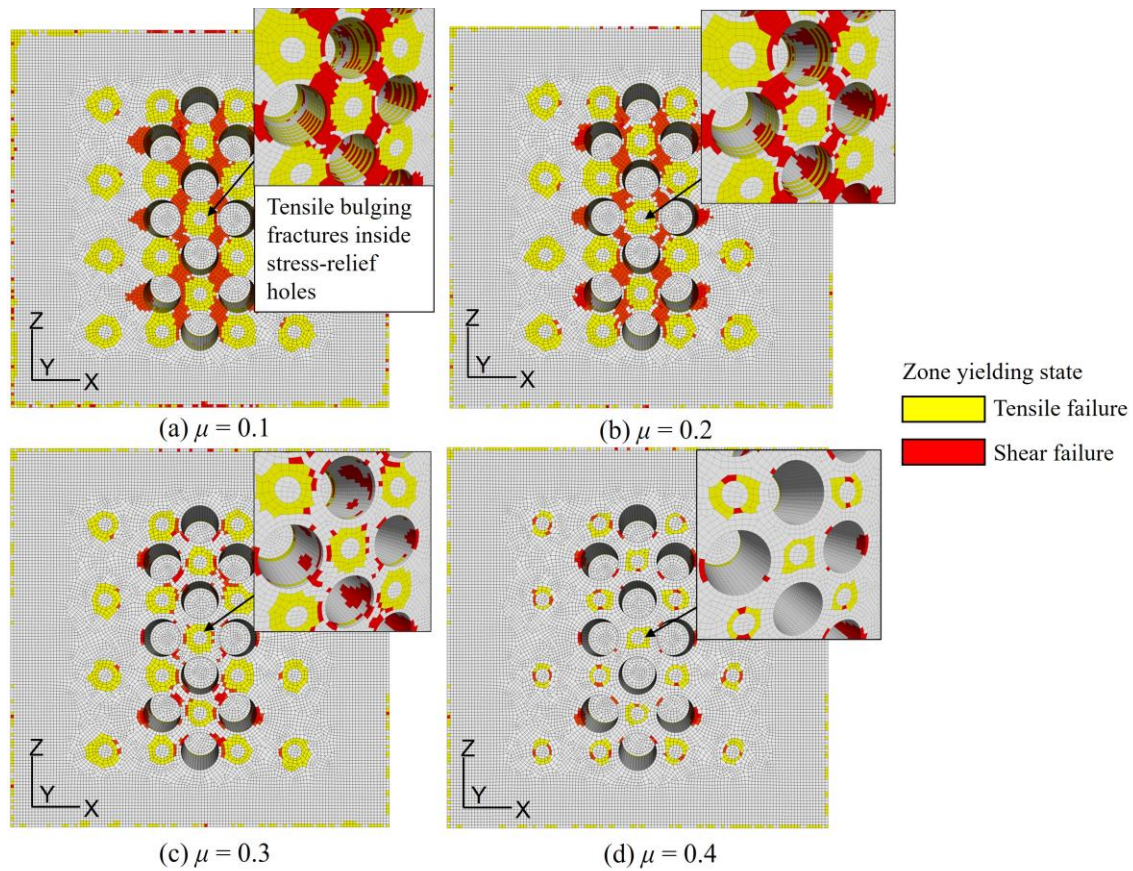 Tensile bulging
fractures inside
stress-relief
holes
Z
Y
X
(a) μ = 0.1
Z
Y
X
(b) μ = 0.2
Zone yielding state
Tensile failure
Shear failure
Z
Y
X
(c) μ = 0.3
Z
Y
X
(d) μ = 0.4